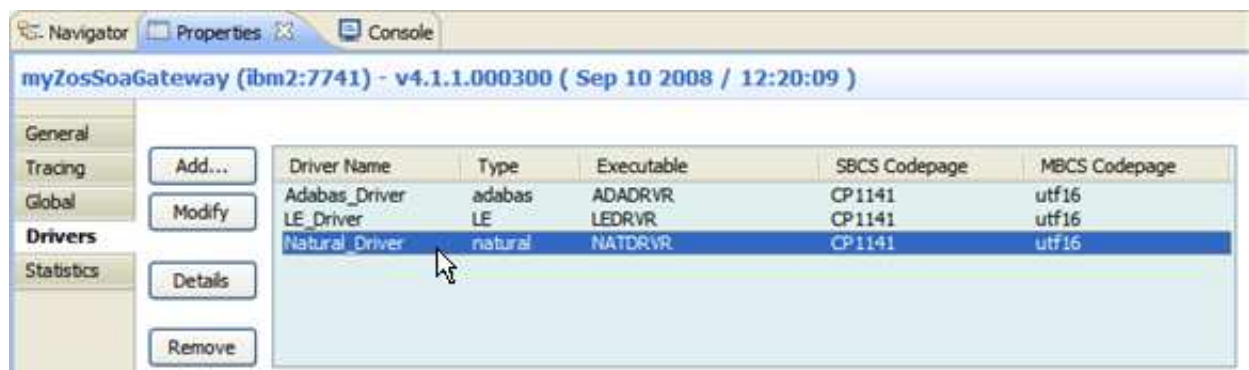 Navigator Properties Console
myZosSoaGateway (ibm2:7741) - v4.1.1.000300 ( Sep 10 2008 / 12:20:09 )
General
Tracing
Global
Drivers
Statistics
Add...
Modify
Details
Remove
Driver Name Type Executable SBCS Codepage MBCS Codepage
Adabas_Driver adabas ADADRVR CP1141 utf16
LE_Driver LE LEDRVR CP1141 utf16
Natural_Driver natural NATDRVR CP1141 utf16